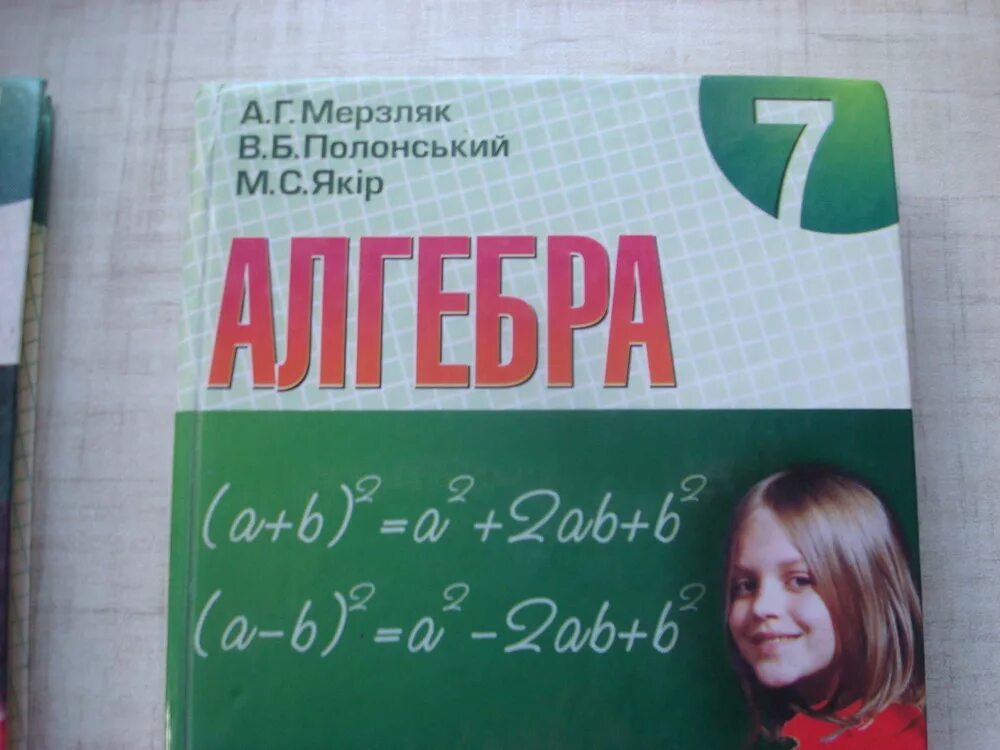 А.Г.Мерзляк
В.Б.Полонський
М.С.Якір
7
АЛГЕБРА
(a+b)²=a²+2ab+b²
(a-b)²=a²-2ab+b²